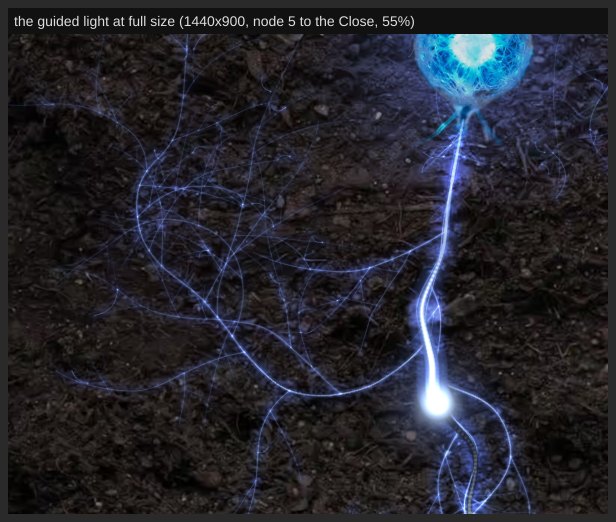 the guided light at full size (1440x900, node 5 to the Close, 55%)